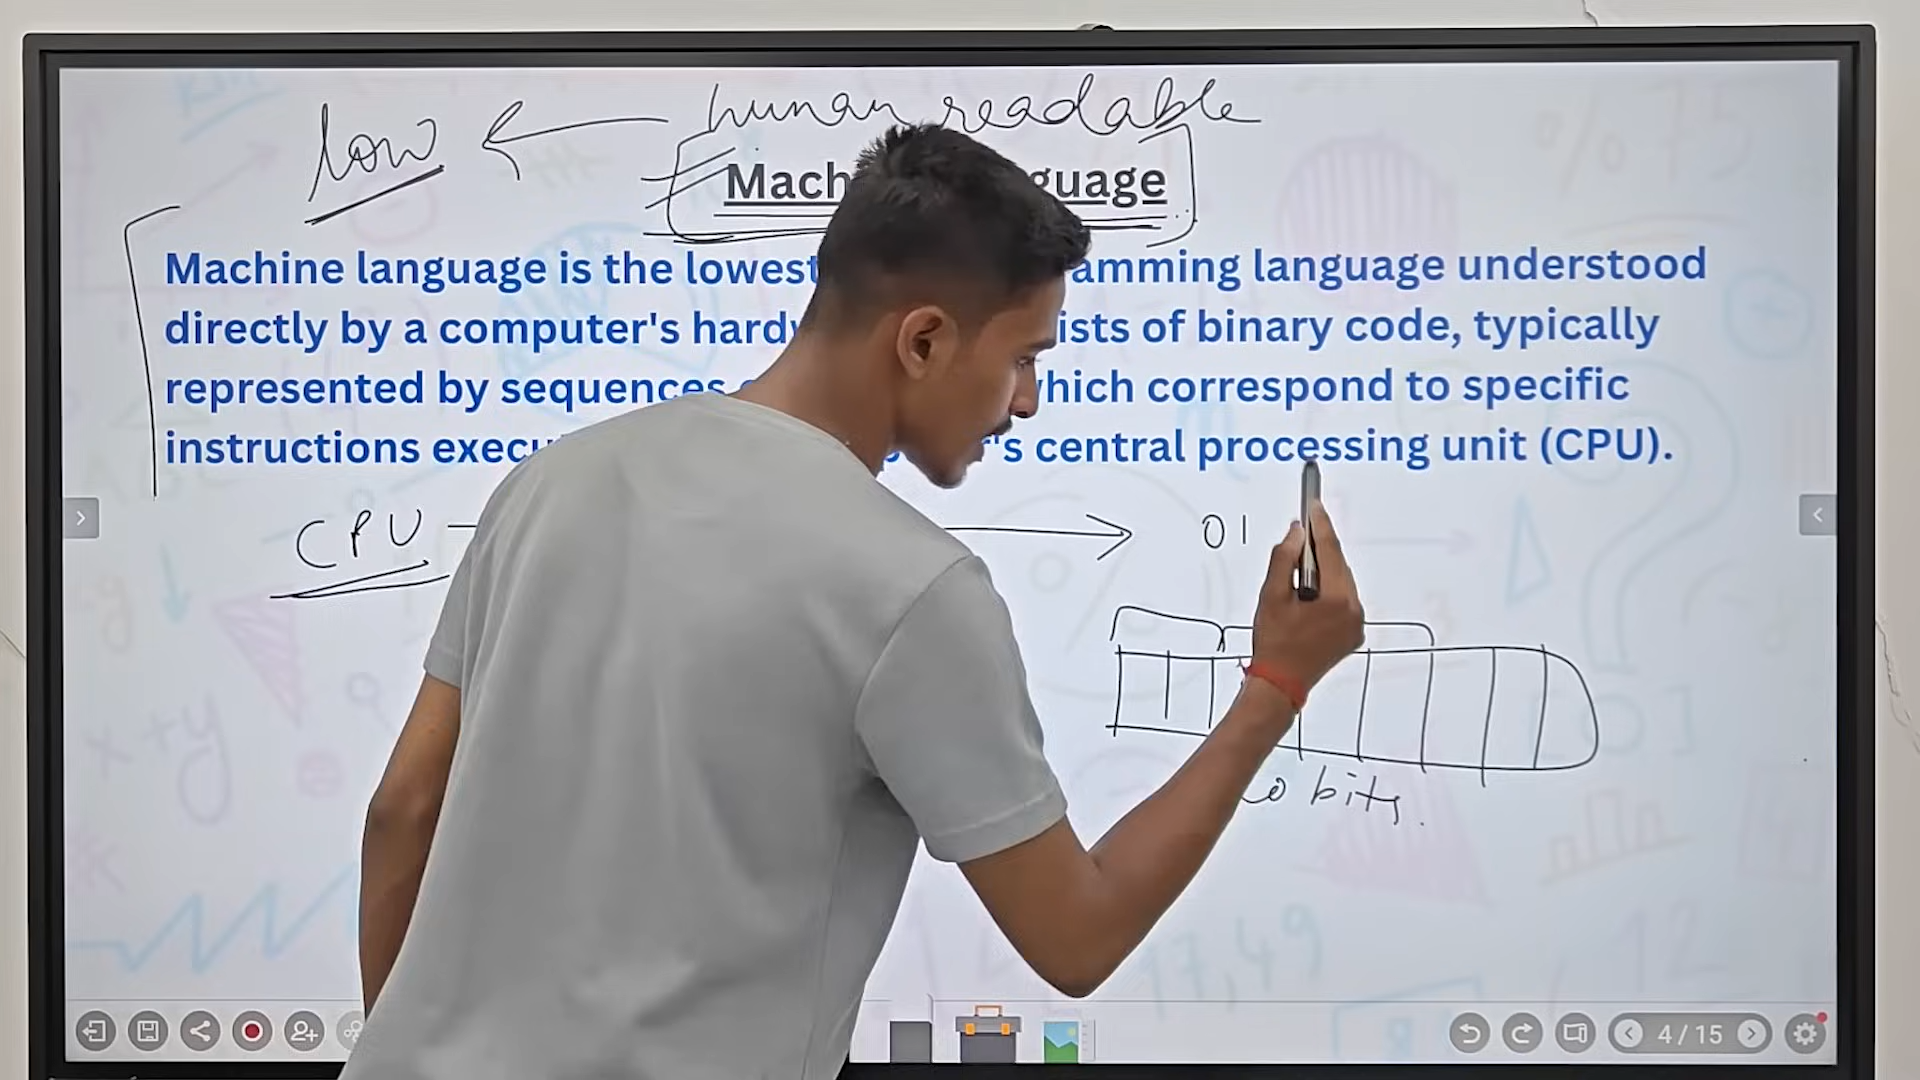 low human readable
Mach guage
Machine language is the lowest amming language understood
directly by a computer's hard ists of binary code, typically
represented by sequences which correspond to specific
instructions execu 's central processing unit (CPU).
CPU 01
bits.
4 / 15